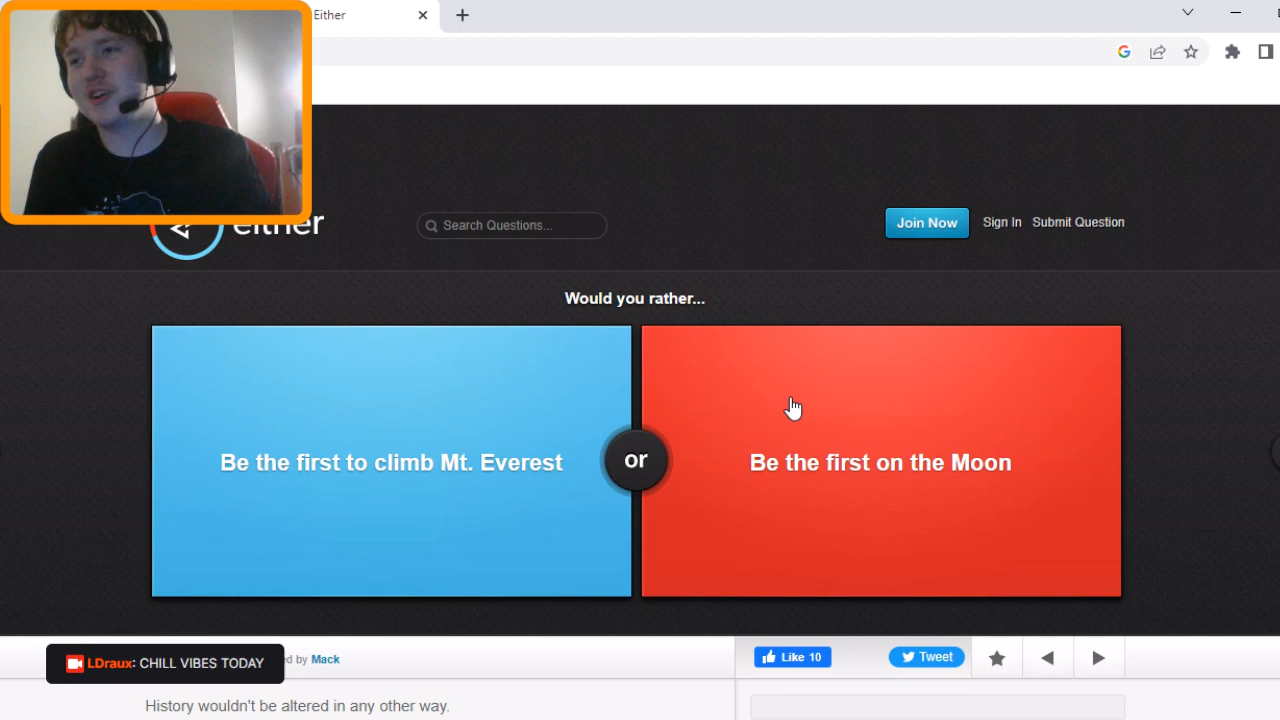 Either
either
Search Questions...
Join Now
Sign In
Submit Question
Would you rather...
Be the first to climb Mt. Everest
or
Be the first on the Moon
LDraux: CHILL VIBES TODAY
ed by Mack
Like 10
Tweet
History wouldn't be altered in any other way.